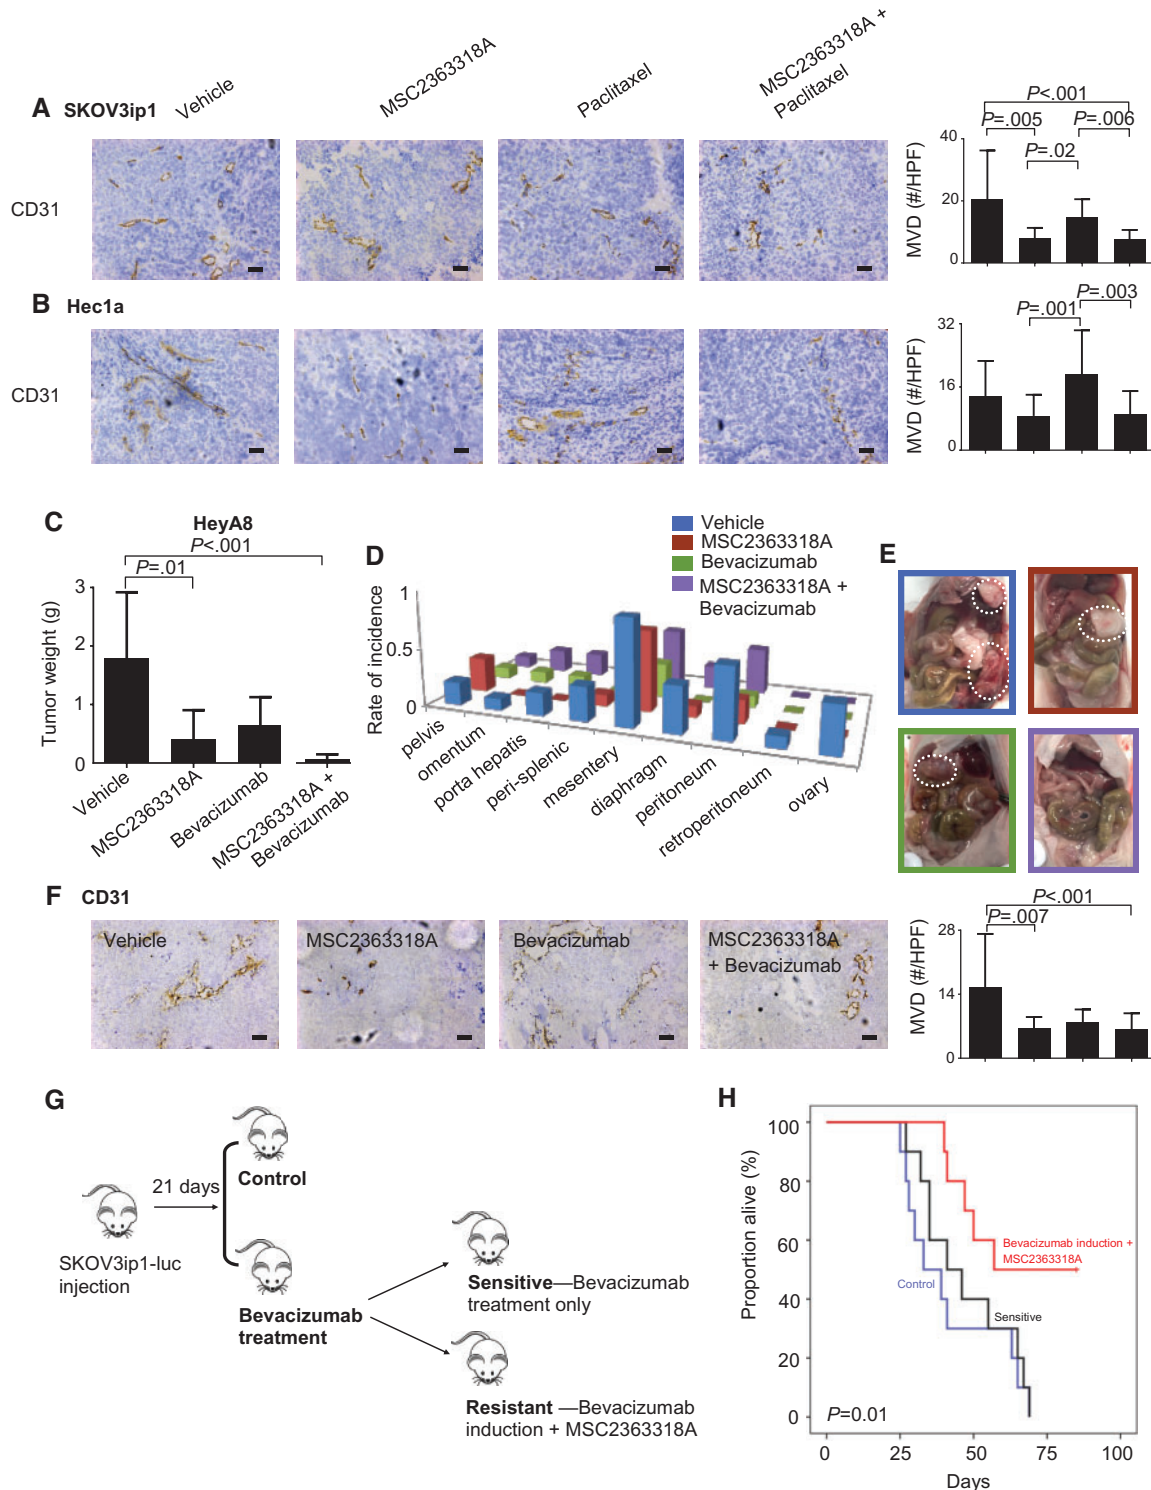 Vehicle
MSC2363318A
Paclitaxel
MSC2363318A +
Paclitaxel
A SKOV3ip1
CD31
P<.001
P=.005
P=.006
P=.02
MVD (#/HPF)
40
20
0
B Hec1a
CD31
P=.003
P=.001
MVD (#/HPF)
32
16
0
C
HeyA8
P<.001
P=.01
Tumor weight (g)
3
2
1
0
Vehicle
MSC2363318A
Bevacizumab
MSC2363318A +
Bevacizumab
D
Vehicle
MSC2363318A
Bevacizumab
MSC2363318A +
Bevacizumab
Rate of incidence
1
0.5
0
pelvis
omentum
porta hepatis
peri-splenic
mesentery
diaphragm
peritoneum
retroperitoneum
ovary
E
F CD31
Vehicle
MSC2363318A
Bevacizumab
MSC2363318A
+ Bevacizumab
P<.001
P=.007
MVD (#/HPF)
28
14
0
G
21 days
SKOV3ip1-luc
injection
Control
Bevacizumab
treatment
Sensitive—Bevacizumab
treatment only
Resistant —Bevacizumab
induction + MSC2363318A
H
Proportion alive (%)
100
80
60
40
20
0
Bevacizumab induction +
MSC2363318A
Control
Sensitive
P=0.01
0
25
50
75
100
Days